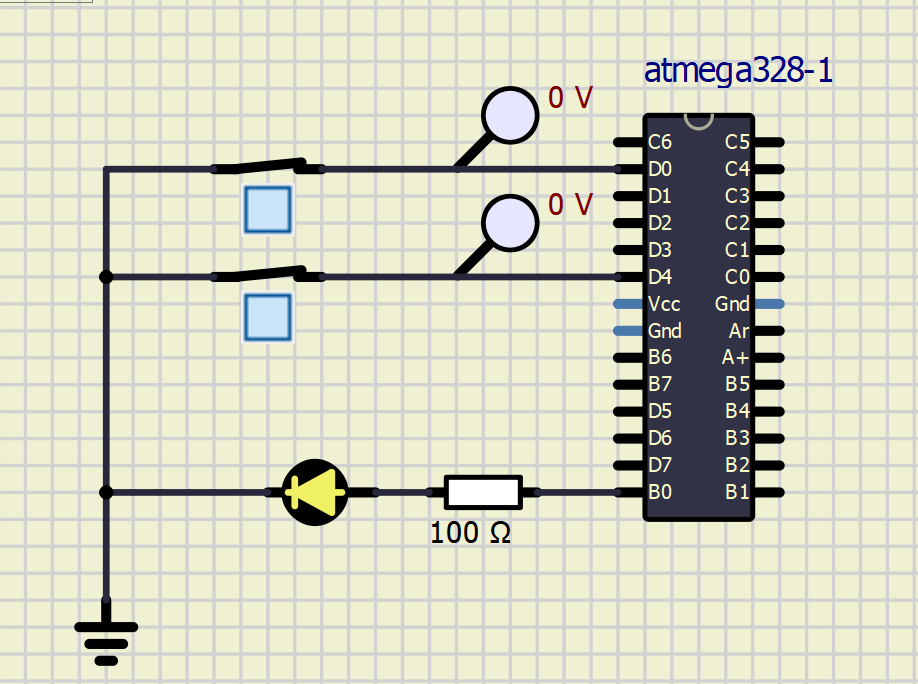 atmega328-1
0 V
0 V
C6 C5
D0 C4
D1 C3
D2 C2
D3 C1
D4 C0
Vcc Gnd
Gnd Ar
B6 A+
B7 B5
D5 B4
D6 B3
D7 B2
B0 B1
100 Ω